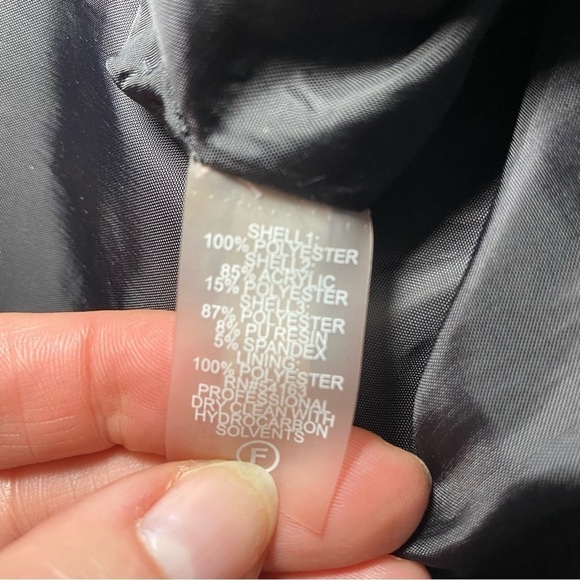 SHELL1:
100% POLYESTER
SHELL2:
85% ACRYLIC
15% POLYESTER
SHELL3:
87% POLYESTER
8% PU RESIN
5% SPANDEX
LINING:
100% POLYESTER
PROFESSIONAL
DRY CLEAN WITH
HYDROCARBON
SOLVENTS
F